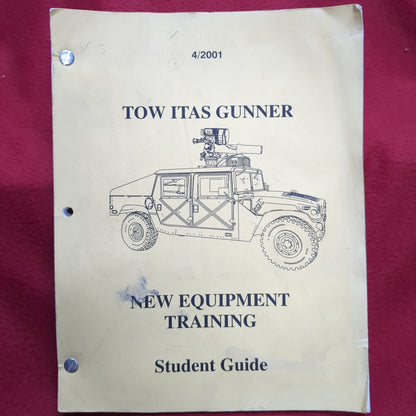 4/2001
TOW ITAS GUNNER
NEW EQUIPMENT
TRAINING
Student Guide